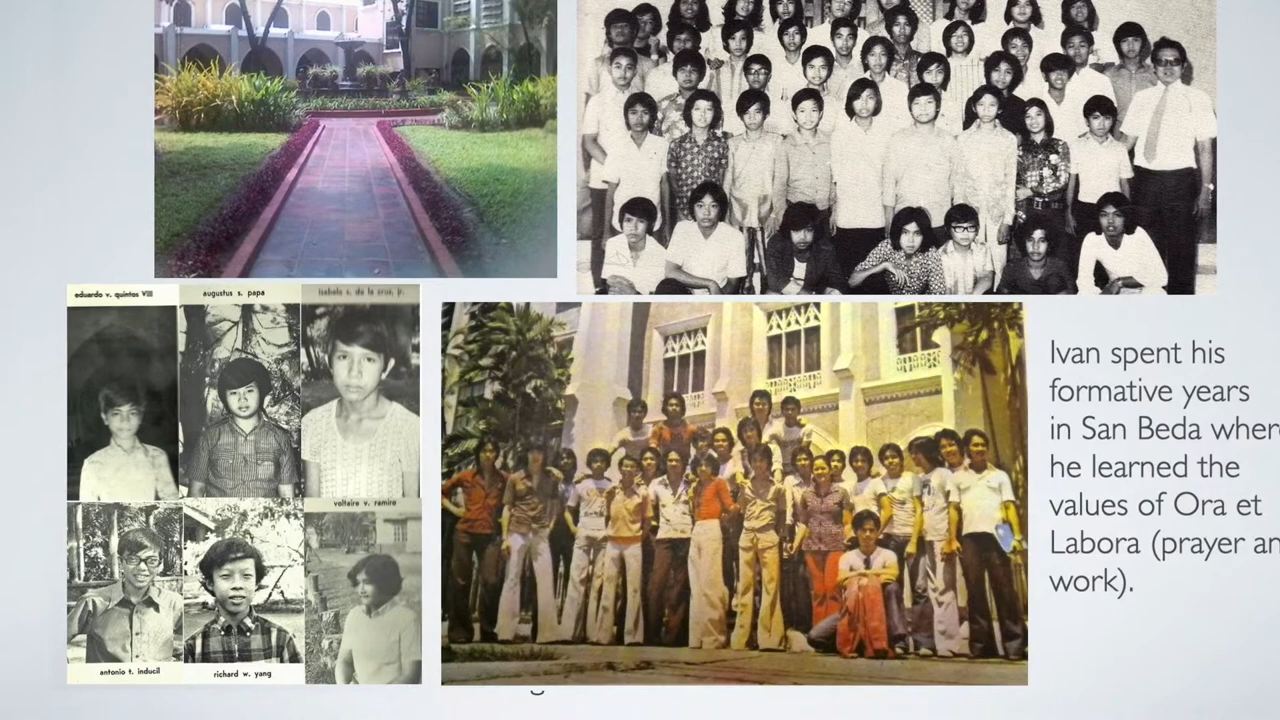 eduardo v. quintos VIII
augustus s. papa
isabelo s. de la cruz, jr.
voltaire v. ramiro
antonio t. inducil
richard w. yang
Ivan spent his
formative years
in San Beda wher
he learned the
values of Ora et
Labora (prayer an
work).